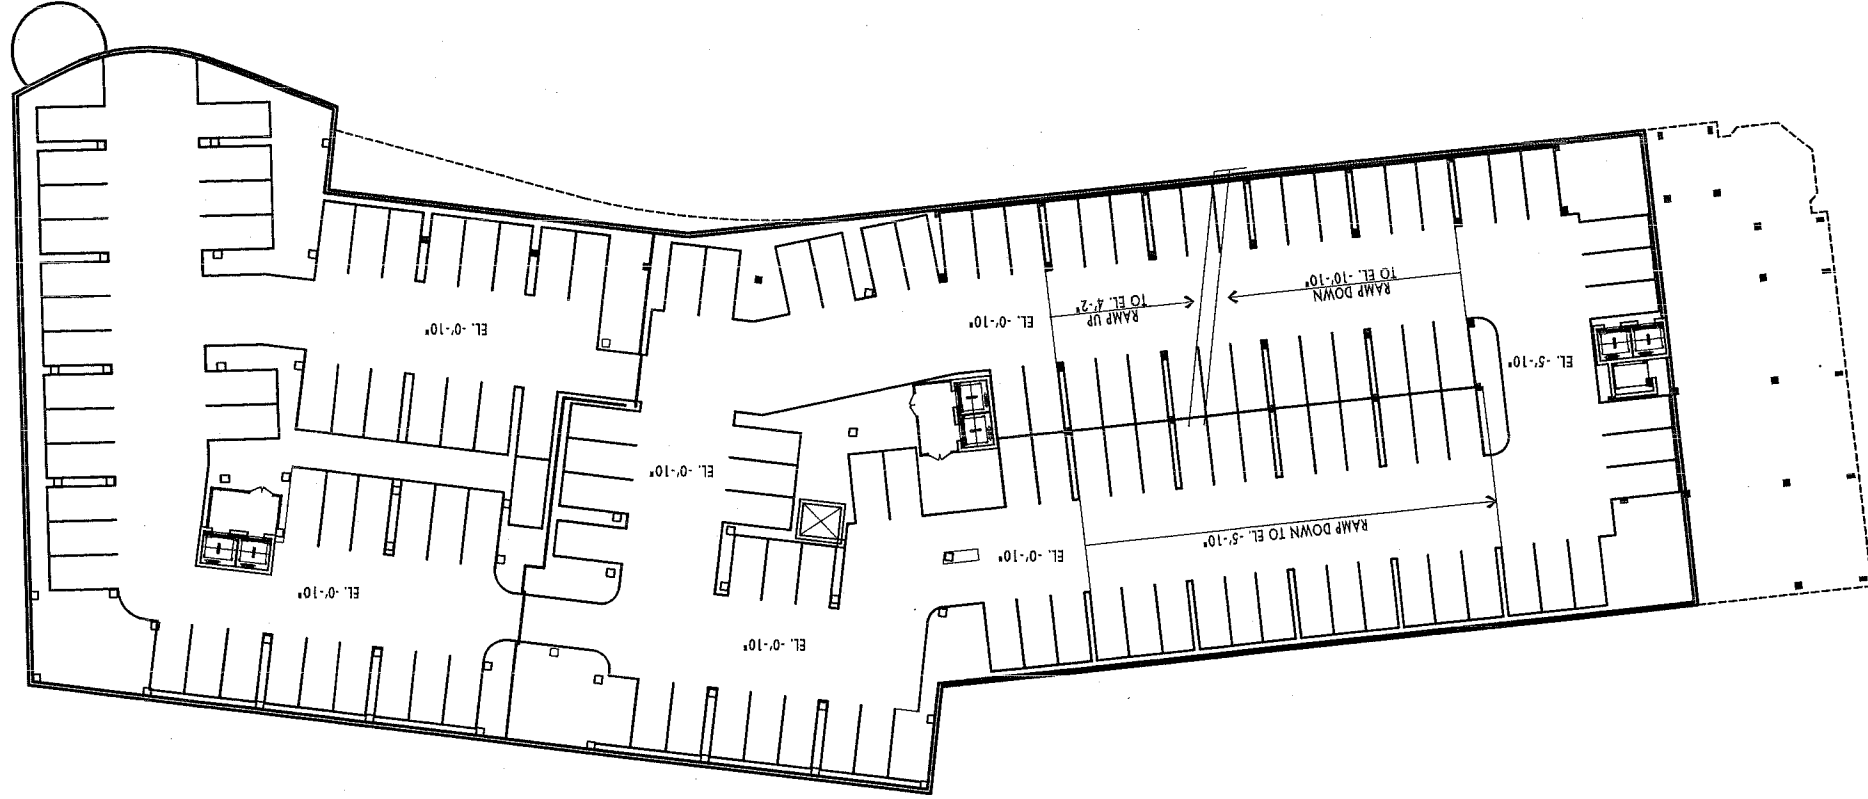 EL. -0'-10"
EL. -0'-10"
RAMP DOWN TO EL. -5'-10"
EL. -0'-10"
EL. -0'-10"
EL. -5'-10"
RAMP DOWN
TO EL. -10'-10"
RAMP UP
TO EL. 4'-2"
EL. -0'-10"
EL. -0'-10"